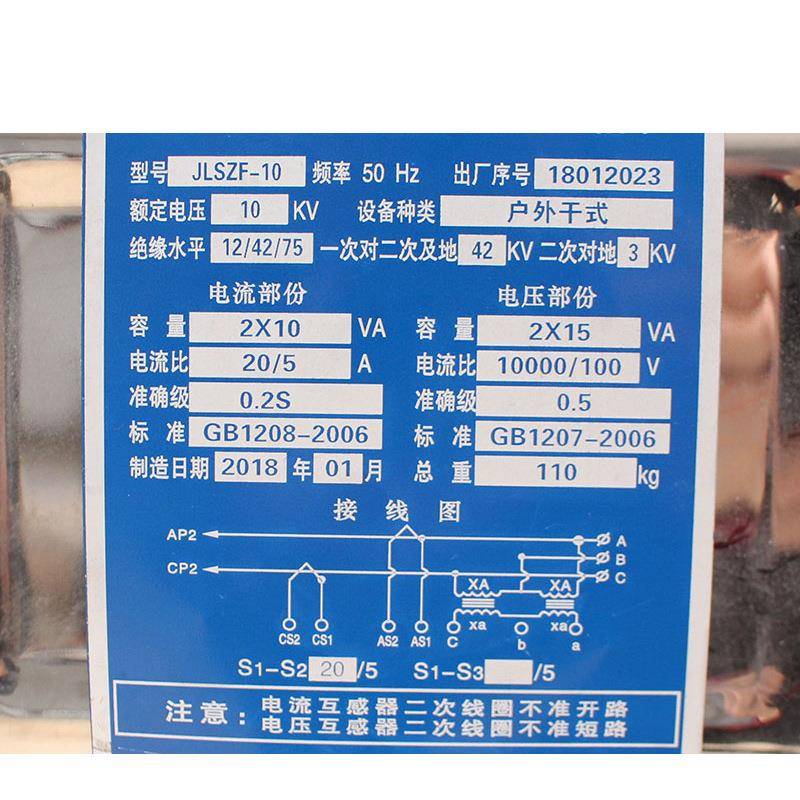 型号 JLSZF-10 频率 50 Hz 出厂序号 18012023
额定电压 10 KV 设备种类 户外干式
绝缘水平 12/42/75 一次对二次及地 42 KV 二次对地 3 KV
电流部份 电压部份
容量 2X10 VA 容量 2X15 VA
电流比 20/5 A 电流比 10000/100 V
准确级 0.2S 准确级 0.5
标准 GB1208-2006 标准 GB1207-2006
制造日期 2018 年 01 月 总重 110 kg
接线图
AP2 A
B
CP2 C
XA XA
xa xa
CS2 CS1 AS2 AS1 C b a
S1-S2 20 /5 S1-S3 /5
注意: 电流互感器二次线圈不准开路
电压互感器二次线圈不准短路